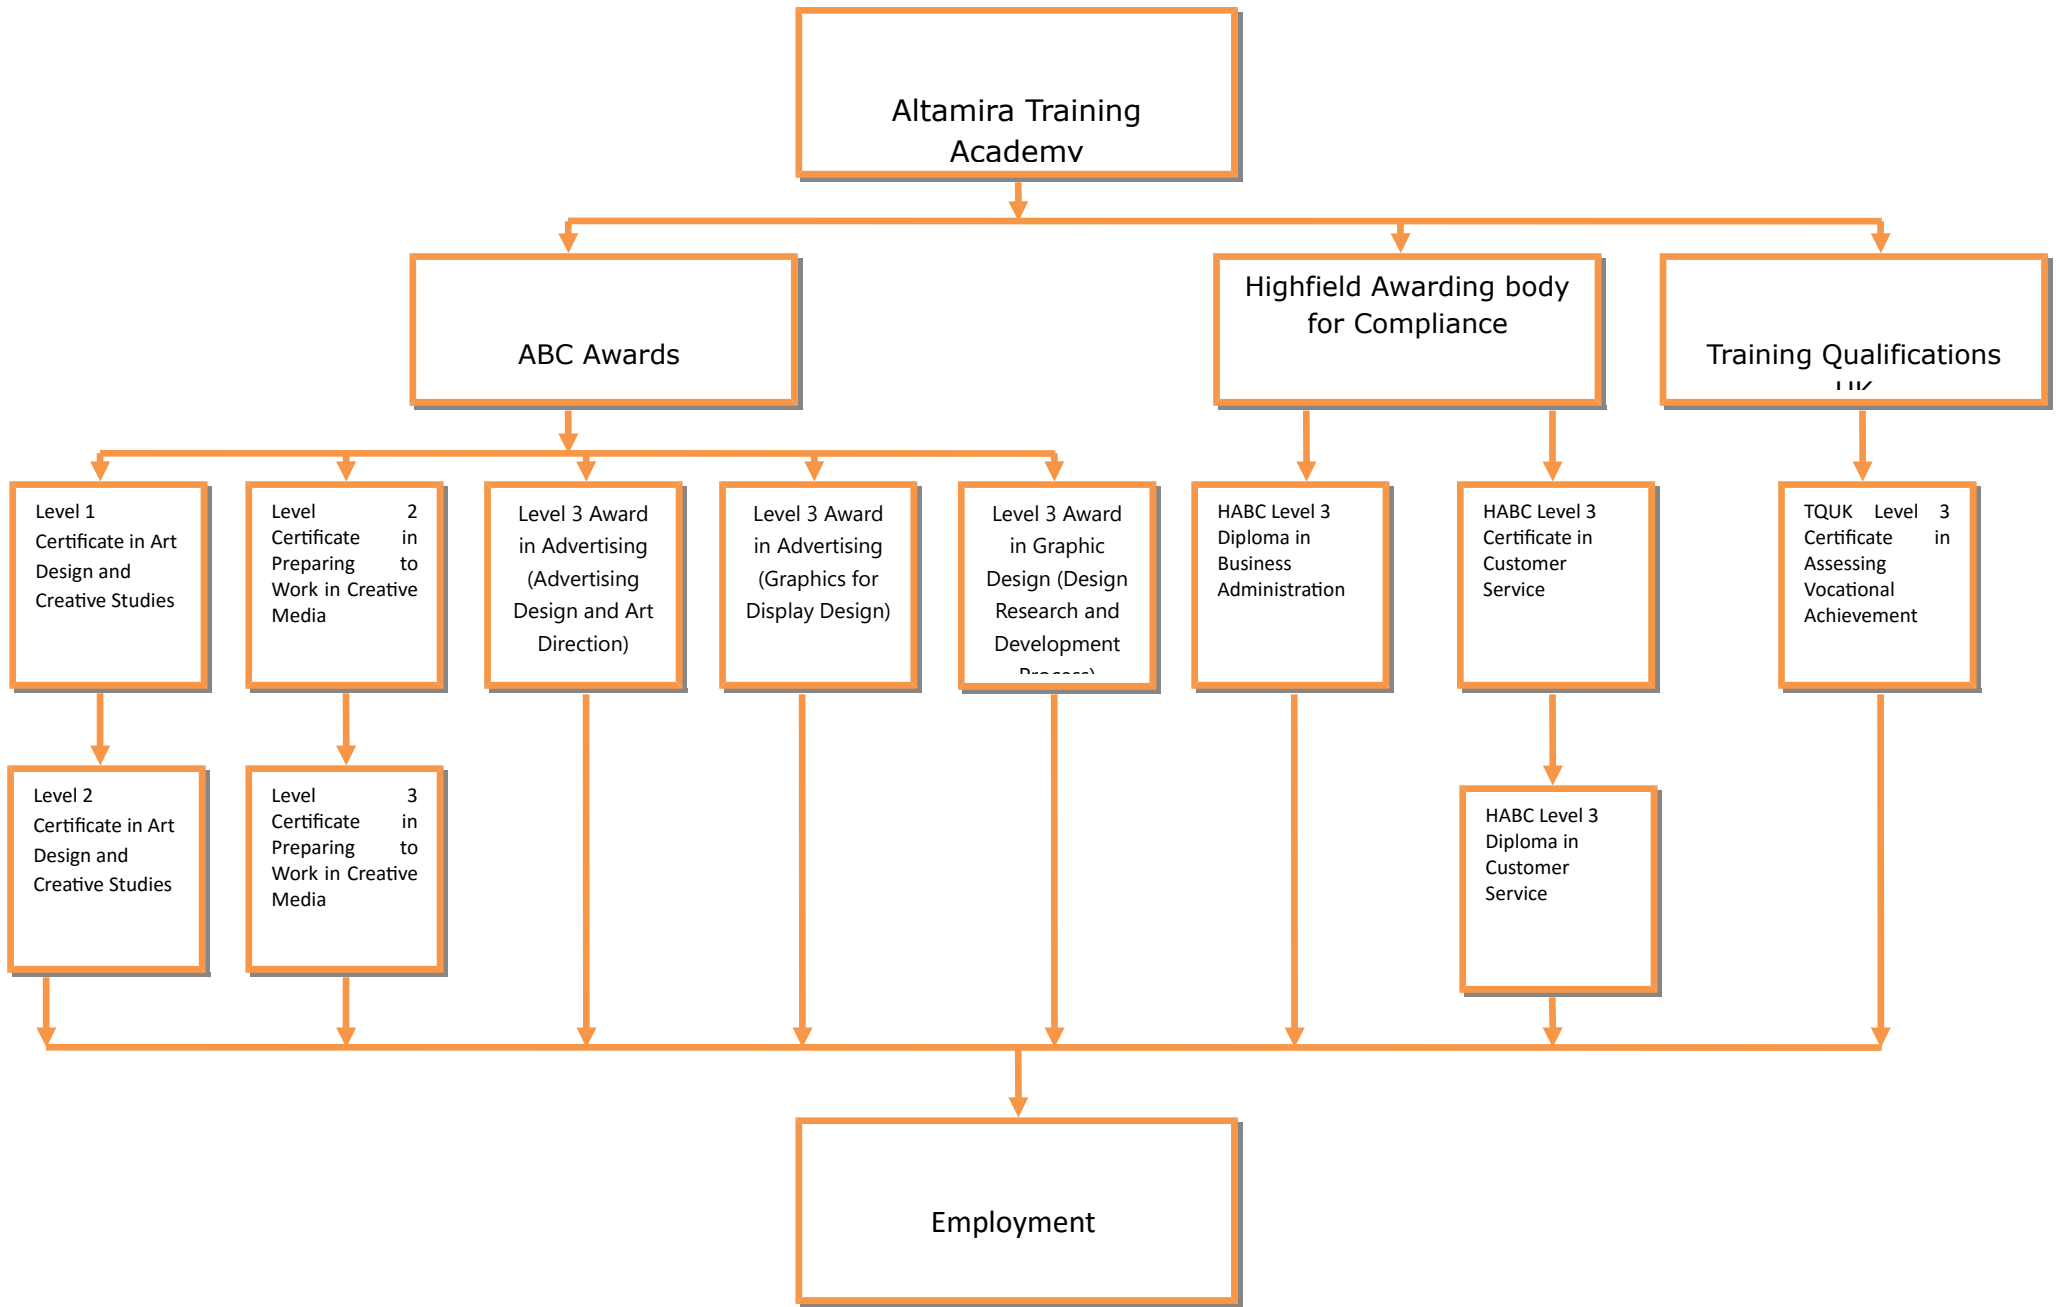 Altamira Training
Academy
ABC Awards
Highfield Awarding body
for Compliance
Training Qualifications
UK
Level 1
Certificate in Art
Design and
Creative Studies
Level 2
Certificate in
Preparing to
Work in Creative
Media
Level 3 Award
in Advertising
(Advertising
Design and Art
Direction)
Level 3 Award
in Advertising
(Graphics for
Display Design)
Level 3 Award
in Graphic
Design (Design
Research and
Development
Process)
HABC Level 3
Diploma in
Business
Administration
HABC Level 3
Certificate in
Customer
Service
TQUK Level 3
Certificate in
Assessing
Vocational
Achievement
Level 2
Certificate in Art
Design and
Creative Studies
Level 3
Certificate in
Preparing to
Work in Creative
Media
HABC Level 3
Diploma in
Customer
Service
Employment